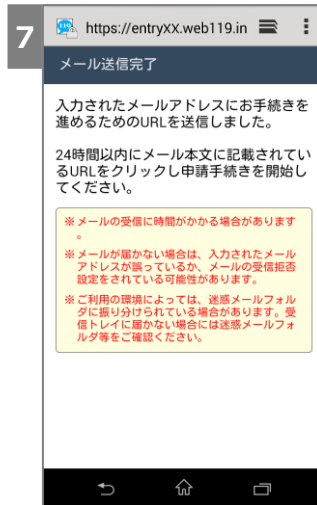 7
119
https://entryXX.web119.in
メール送信完了
入力されたメールアドレスにお手続きを
進めるためのURLを送信しました。
24時間以内にメール本文に記載されてい
るURLをクリックし申請手続きを開始し
てください。
※メールの受信に時間がかかる場合があります
。
※メールが届かない場合は、入力されたメール
アドレスが誤っているか、メールの受信拒否
設定をされている可能性があります。
※ご利用の環境によっては、迷惑メールフォル
ダに振り分けられている場合があります。受
信トレイに届かない場合には迷惑メールフォ
ルダ等をご確認ください。